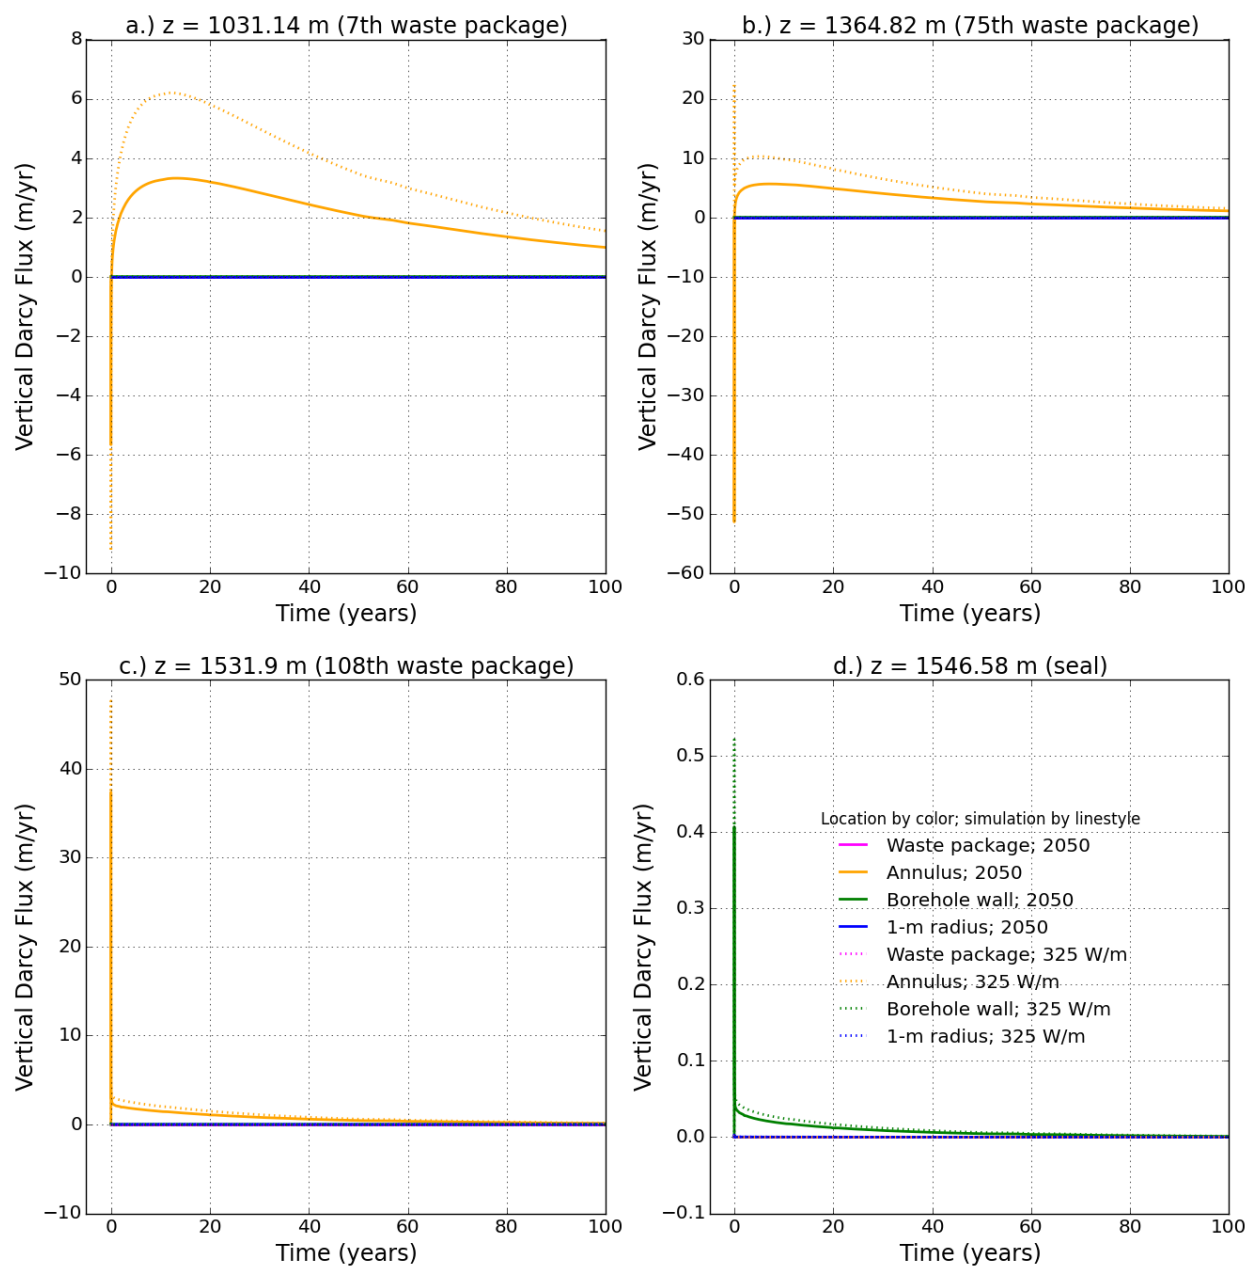 a.) z = 1031.14 m (7th waste package)
8
6
4
2
0
−2
−4
−6
−8
−10
Vertical Darcy Flux (m/yr)
0 20 40 60 80 100
Time (years)
b.) z = 1364.82 m (75th waste package)
30
20
10
0
−10
−20
−30
−40
−50
−60
Vertical Darcy Flux (m/yr)
0 20 40 60 80 100
Time (years)
c.) z = 1531.9 m (108th waste package)
50
40
30
20
10
0
−10
Vertical Darcy Flux (m/yr)
0 20 40 60 80 100
Time (years)
d.) z = 1546.58 m (seal)
0.6
0.5
0.4
0.3
0.2
0.1
0.0
−0.1
Vertical Darcy Flux (m/yr)
Location by color; simulation by linestyle
Waste package; 2050
Annulus; 2050
Borehole wall; 2050
1-m radius; 2050
Waste package; 325 W/m
Annulus; 325 W/m
Borehole wall; 325 W/m
1-m radius; 325 W/m
0 20 40 60 80 100
Time (years)